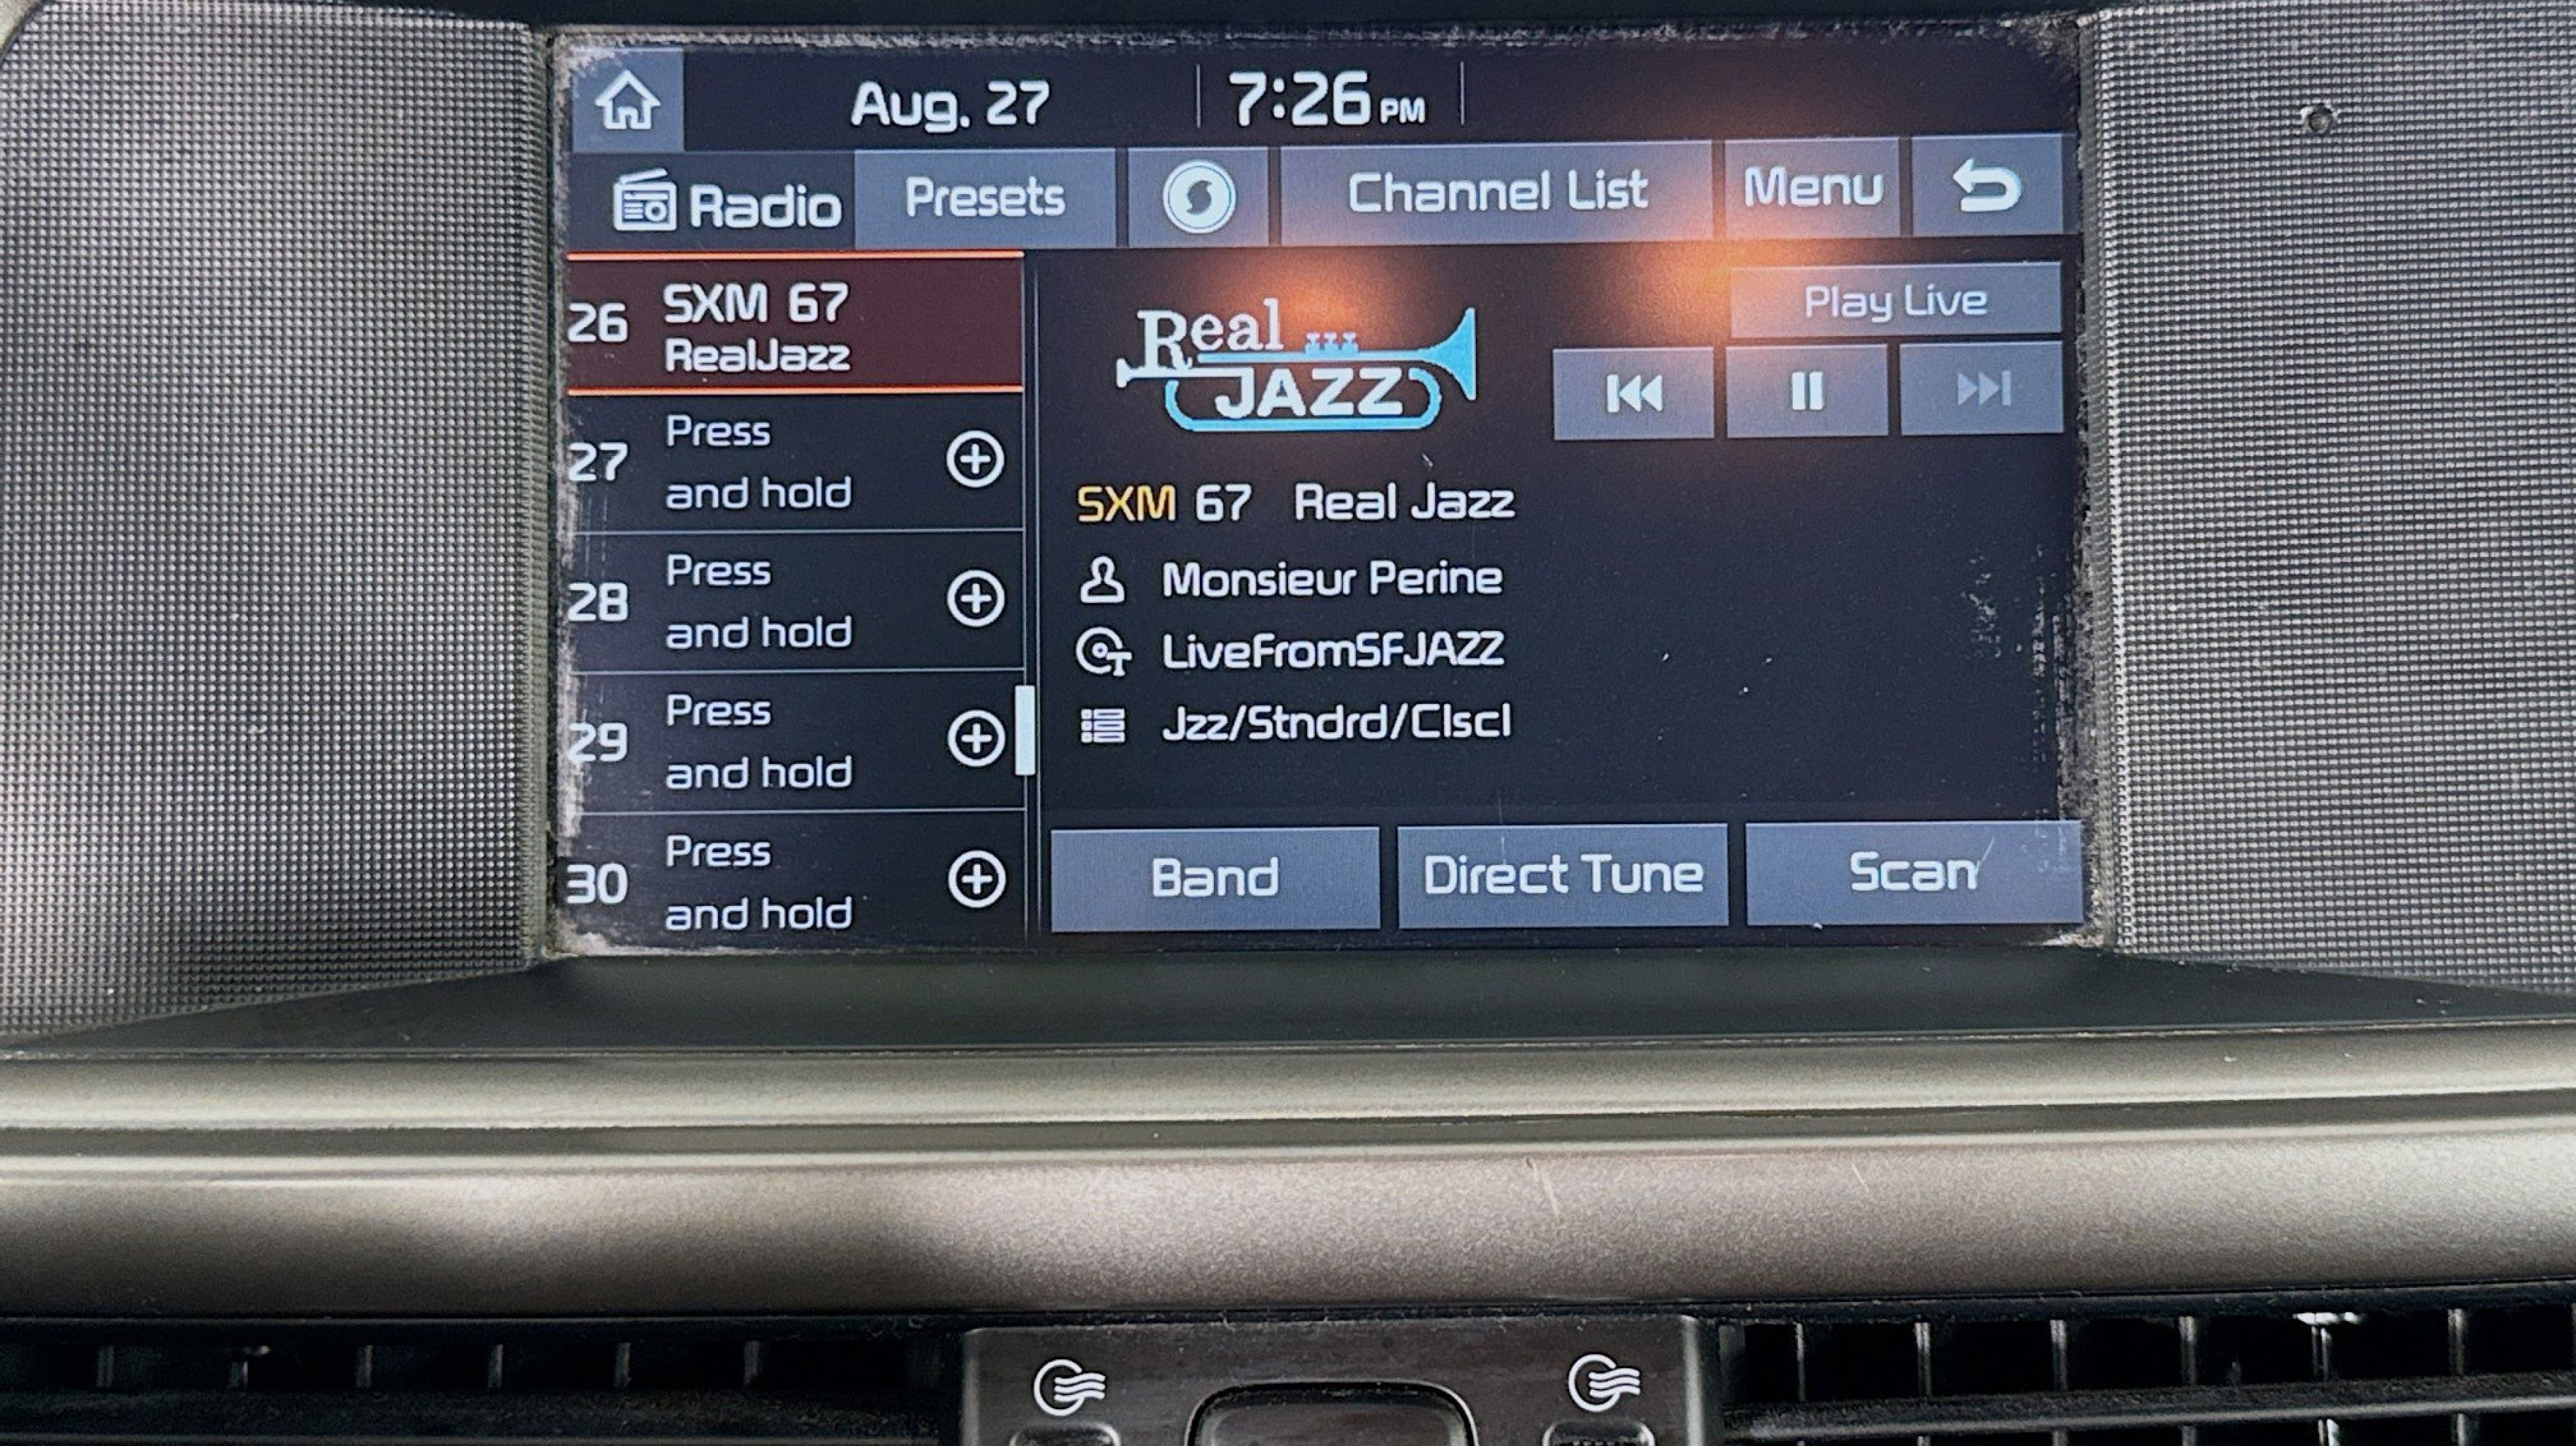 Aug. 27
7:26 PM
Radio
Presets
Channel List
Menu
26
SXM 67
RealJazz
27
Press
and hold
28
Press
and hold
29
Press
and hold
30
Press
and hold
Real
JAZZ
Play Live
SXM 67 Real Jazz
Monsieur Perine
LiveFromSFJAZZ
Jzz/Stndrd/Clscl
Band
Direct Tune
Scan